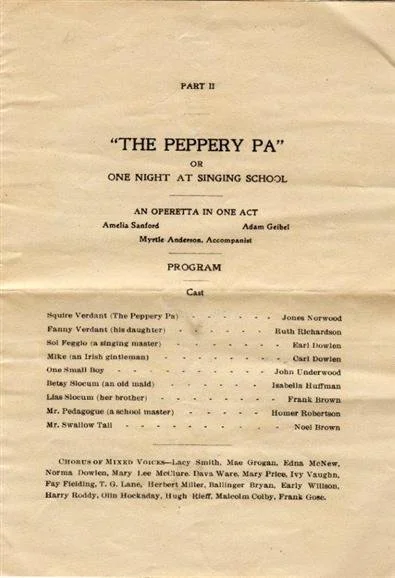 PART II
"THE PEPPERY PA"
OR
ONE NIGHT AT SINGING SCHOOL
AN OPERETTA IN ONE ACT
Amelia Sanford Adam Geibel
Myrtle Anderson, Accompanist
PROGRAM
Cast
Squire Verdant (The Peppery Pa) - - - - - - Jones Norwood
Fanny Verdant (his daughter) - - - - - Ruth Richardson
Sol Feggio (a singing master) - - - - - Earl Dowlen
Mike (an Irish gintleman) - - - - - - Carl Dowlen
One Small Boy - - - - - - - John Underwood
Betsy Slocum (an old maid) - - - - - Isabella Huffman
Lias Slocum (her brother) - - - - - - Frank Brown
Mr. Pedagogue (a school master) - - - - Homer Robertson
Mr. Swallow Tail - - - - - - - - Noel Brown
CHORUS OF MIXED VOICES—Lacy Smith, Mae Grogan, Edna McNew,
Norma Dowlen, Mary Lee McClure, Dava Ware, Mary Price, Ivy Vaughn,
Fay Fielding, T. G. Lane, Herbert Miller, Ballinger Bryan, Early Willson,
Harry Roddy, Olin Hockaday, Hugh Rieff, Malcolm Colby, Frank Gose.